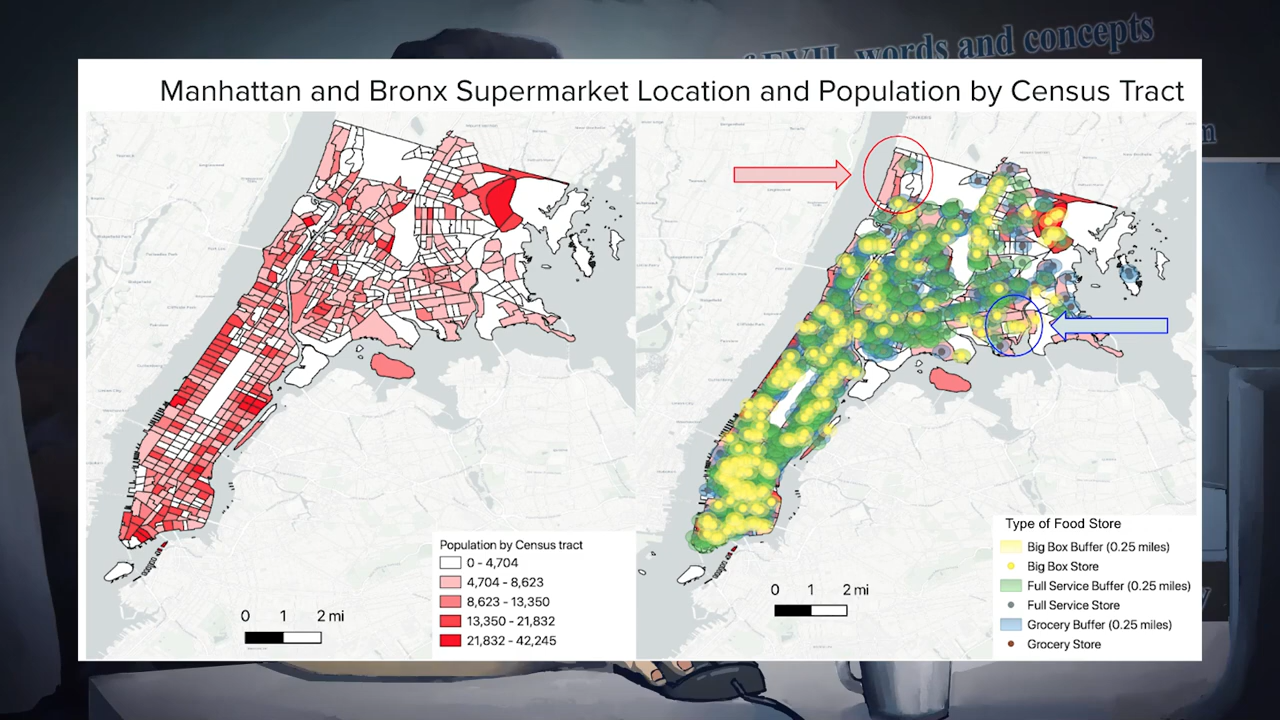 EVIL words and concepts
Manhattan and Bronx Supermarket Location and Population by Census Tract
Population by Census tract
0 - 4,704
4,704 - 8,623
8,623 - 13,350
13,350 - 21,832
21,832 - 42,245
0 1 2 mi
0 1 2 mi
Type of Food Store
Big Box Buffer (0.25 miles)
Big Box Store
Full Service Buffer (0.25 miles)
Full Service Store
Grocery Buffer (0.25 miles)
Grocery Store